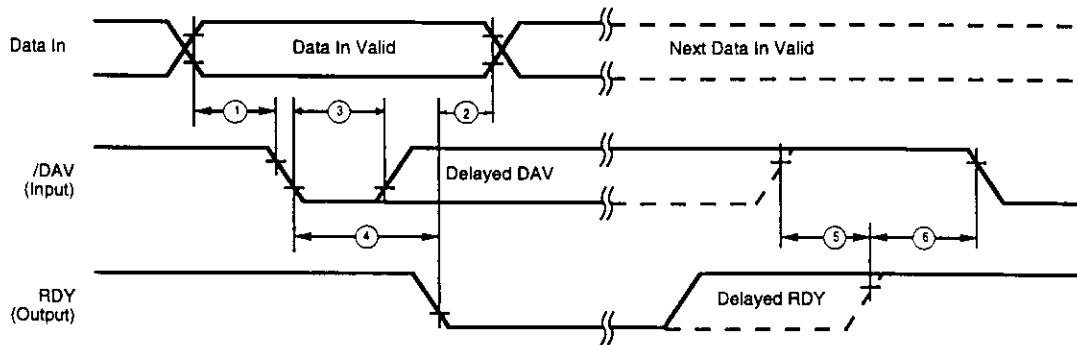 Data In
Data In Valid
Next Data In Valid
1
3
2
/DAV
(Input)
Delayed DAV
4
5
6
RDY
(Output)
Delayed RDY